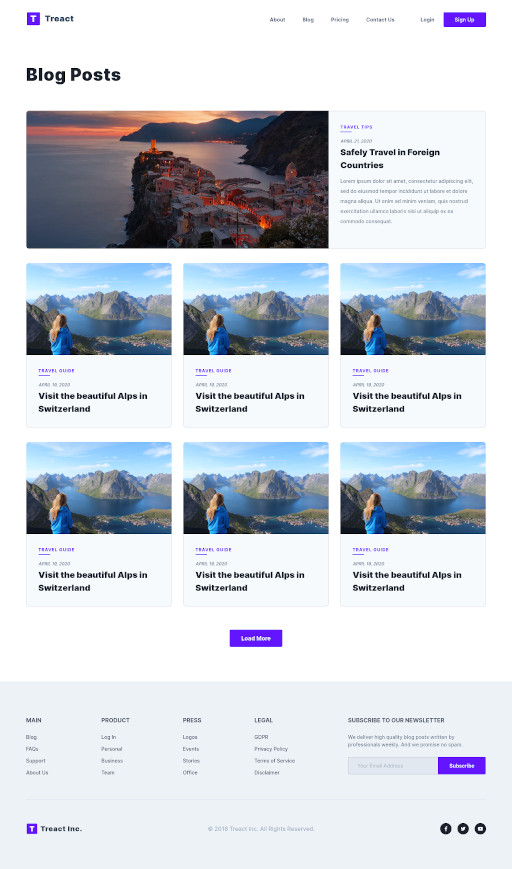 Treact
About Blog Pricing Contact Us Login Sign Up
Blog Posts
TRAVEL TIPS
APRIL 21, 2020
Safely Travel in Foreign
Countries
Lorem ipsum dolor sit amet, consectetur adipiscing elit,
sed do eiusmod tempor incididunt ut labore et dolore
magna aliqua. Ut enim ad minim veniam, quis nostrud
exercitation ullamco laboris nisi ut aliquip ex ea
commodo consequat.
TRAVEL GUIDE
APRIL 19, 2020
Visit the beautiful Alps in
Switzerland
TRAVEL GUIDE
APRIL 19, 2020
Visit the beautiful Alps in
Switzerland
TRAVEL GUIDE
APRIL 19, 2020
Visit the beautiful Alps in
Switzerland
TRAVEL GUIDE
APRIL 19, 2020
Visit the beautiful Alps in
Switzerland
TRAVEL GUIDE
APRIL 19, 2020
Visit the beautiful Alps in
Switzerland
TRAVEL GUIDE
APRIL 19, 2020
Visit the beautiful Alps in
Switzerland
Load More
MAIN
Blog
FAQs
Support
About Us
PRODUCT
Log In
Personal
Business
Team
PRESS
Logos
Events
Stories
Office
LEGAL
GDPR
Privacy Policy
Terms of Service
Disclaimer
SUBSCRIBE TO OUR NEWSLETTER
We deliver high quality blog posts written by
professionals weekly. And we promise no spam.
Your Email Address Subscribe
Treact Inc.
© 2018 Treact Inc. All Rights Reserved.